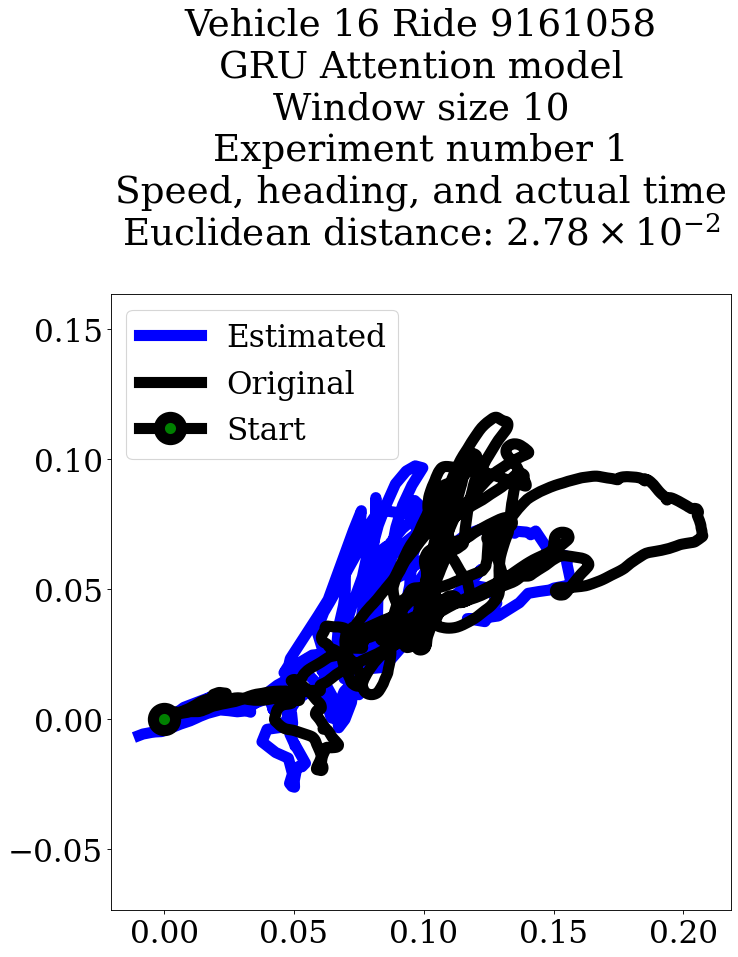 Vehicle 16 Ride 9161058
GRU Attention model
Window size 10
Experiment number 1
Speed, heading, and actual time
Euclidean distance: 2.78 × 10⁻²
Estimated
Original
Start
0.15
0.10
0.05
0.00
−0.05
0.00 0.05 0.10 0.15 0.20